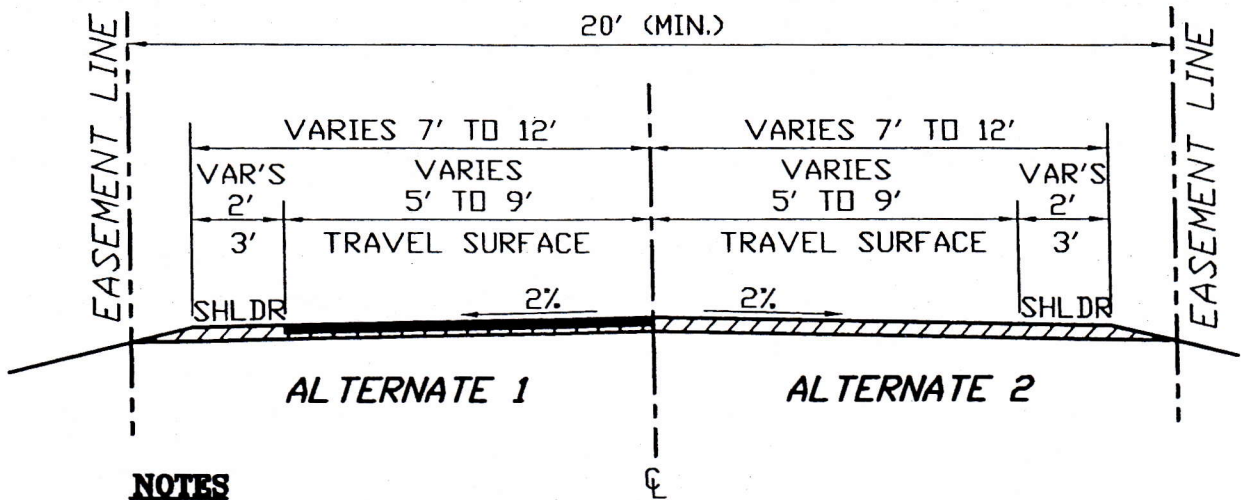 20' (MIN.)
EASEMENT LINE
EASEMENT LINE
VARIES 7' TO 12'
VARIES 7' TO 12'
VAR'S
2'
3'
VARIES
5' TO 9'
TRAVEL SURFACE
VARIES
5' TO 9'
TRAVEL SURFACE
VAR'S
2'
3'
SHLDR
2%
2%
SHLDR
ALTERNATE 1
ALTERNATE 2
℄
NOTES